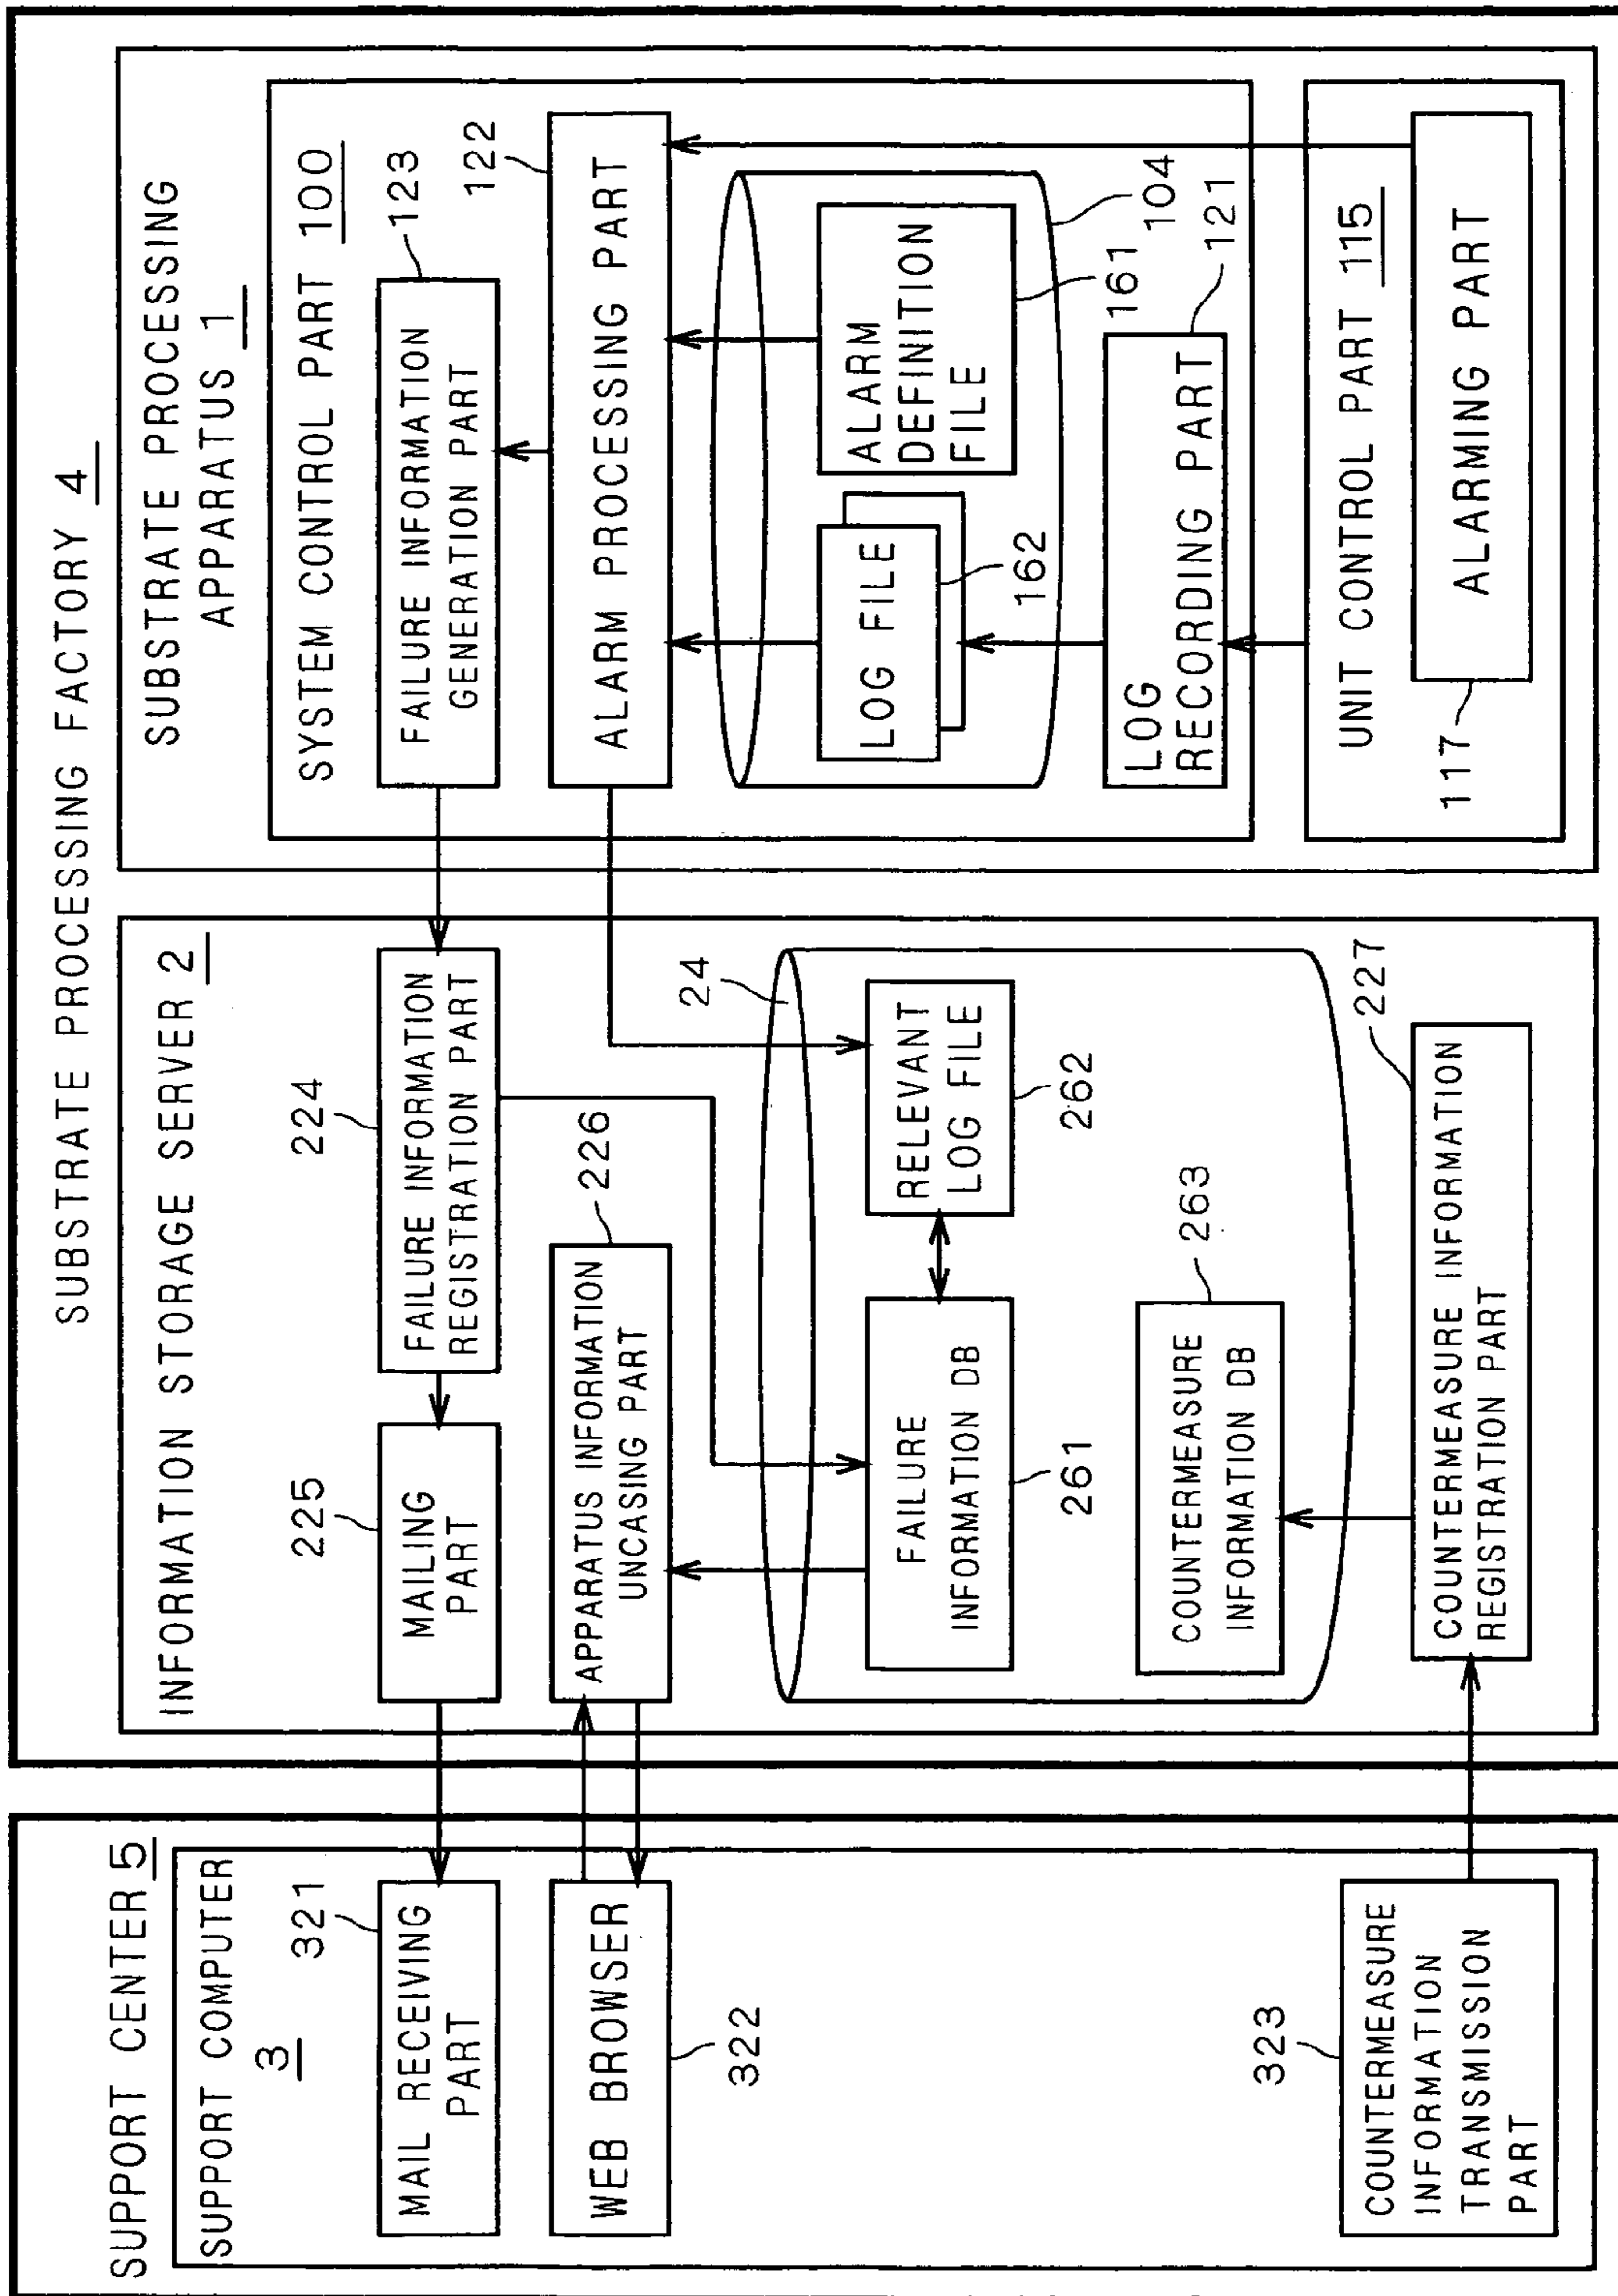 SUPPORT CENTER 5
SUPPORT COMPUTER
3
321
MAIL RECEIVING
PART
WEB BROWSER
322
323
COUNTERMEASURE
INFORMATION
TRANSMISSION
PART
SUBSTRATE PROCESSING FACTORY 4
INFORMATION STORAGE SERVER 2
225
MAILING
PART
224
FAILURE INFORMATION
REGISTRATION PART
226
APPARATUS INFORMATION
UNCASING PART
24
FAILURE
INFORMATION DB
261
RELEVANT
LOG FILE
262
263
COUNTERMEASURE
INFORMATION DB
227
COUNTERMEASURE INFORMATION
REGISTRATION PART
SUBSTRATE PROCESSING
APPARATUS 1
SYSTEM CONTROL PART 100
123
FAILURE INFORMATION
GENERATION PART
122
ALARM PROCESSING PART
LOG FILE
162
ALARM
DEFINITION
FILE
161
104
121
LOG
RECORDING PART
UNIT CONTROL PART 115
117
ALARMING PART